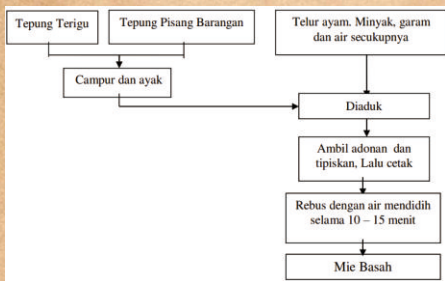 Tepung Terigu
Tepung Pisang Barangan
Telur ayam. Minyak, garam
dan air secukupnya
Campur dan ayak
Diaduk
Ambil adonan dan
tipiskan, Lalu cetak
Rebus dengan air mendidih
selama 10 – 15 menit
Mie Basah